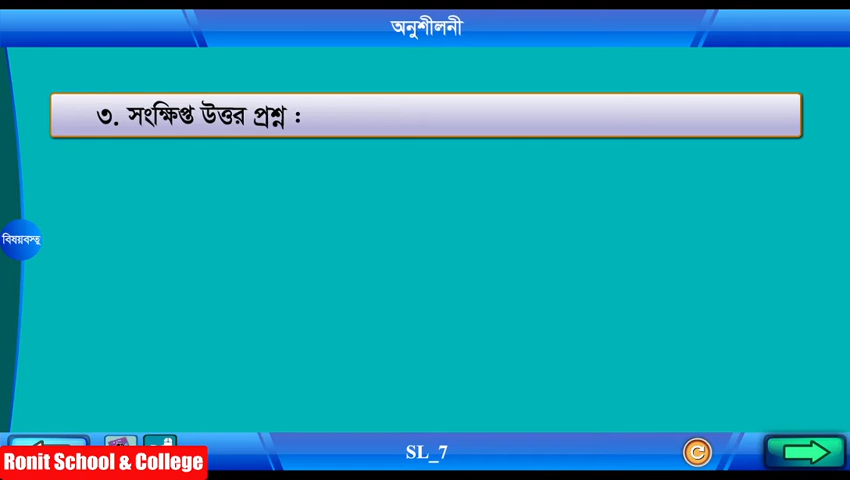 অনুশীলনী
৩. সংক্ষিপ্ত উত্তর প্রশ্ন :
বিষয়বস্তু
SL_7
Ronit School & College